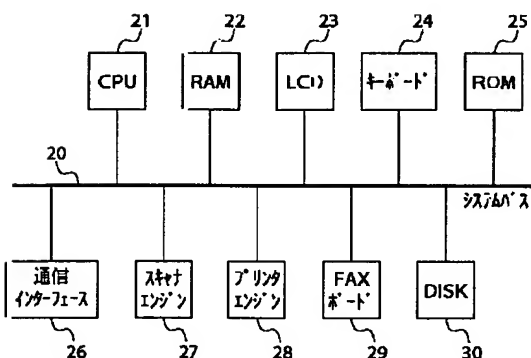 21 22 23 24 25
CPU RAM LCD キーボード ROM
20
システムバス
通信
インターフェース
スキャナ
エンジン
プリンタ
エンジン
FAX
ボード
DISK
26 27 28 29 30